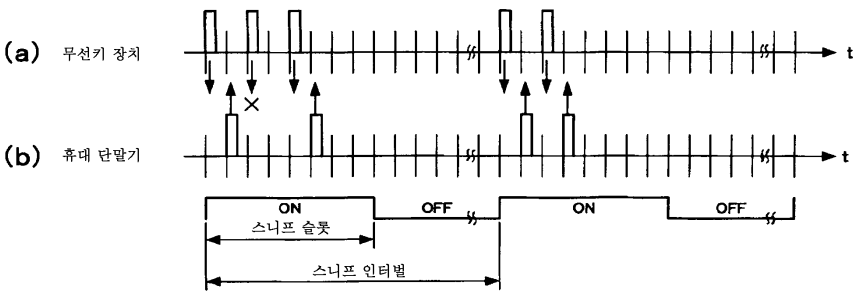 (a) 무선키 장치 t
×
(b) 휴대 단말기 t
ON OFF ON OFF
스니프 슬롯
스니프 인터벌